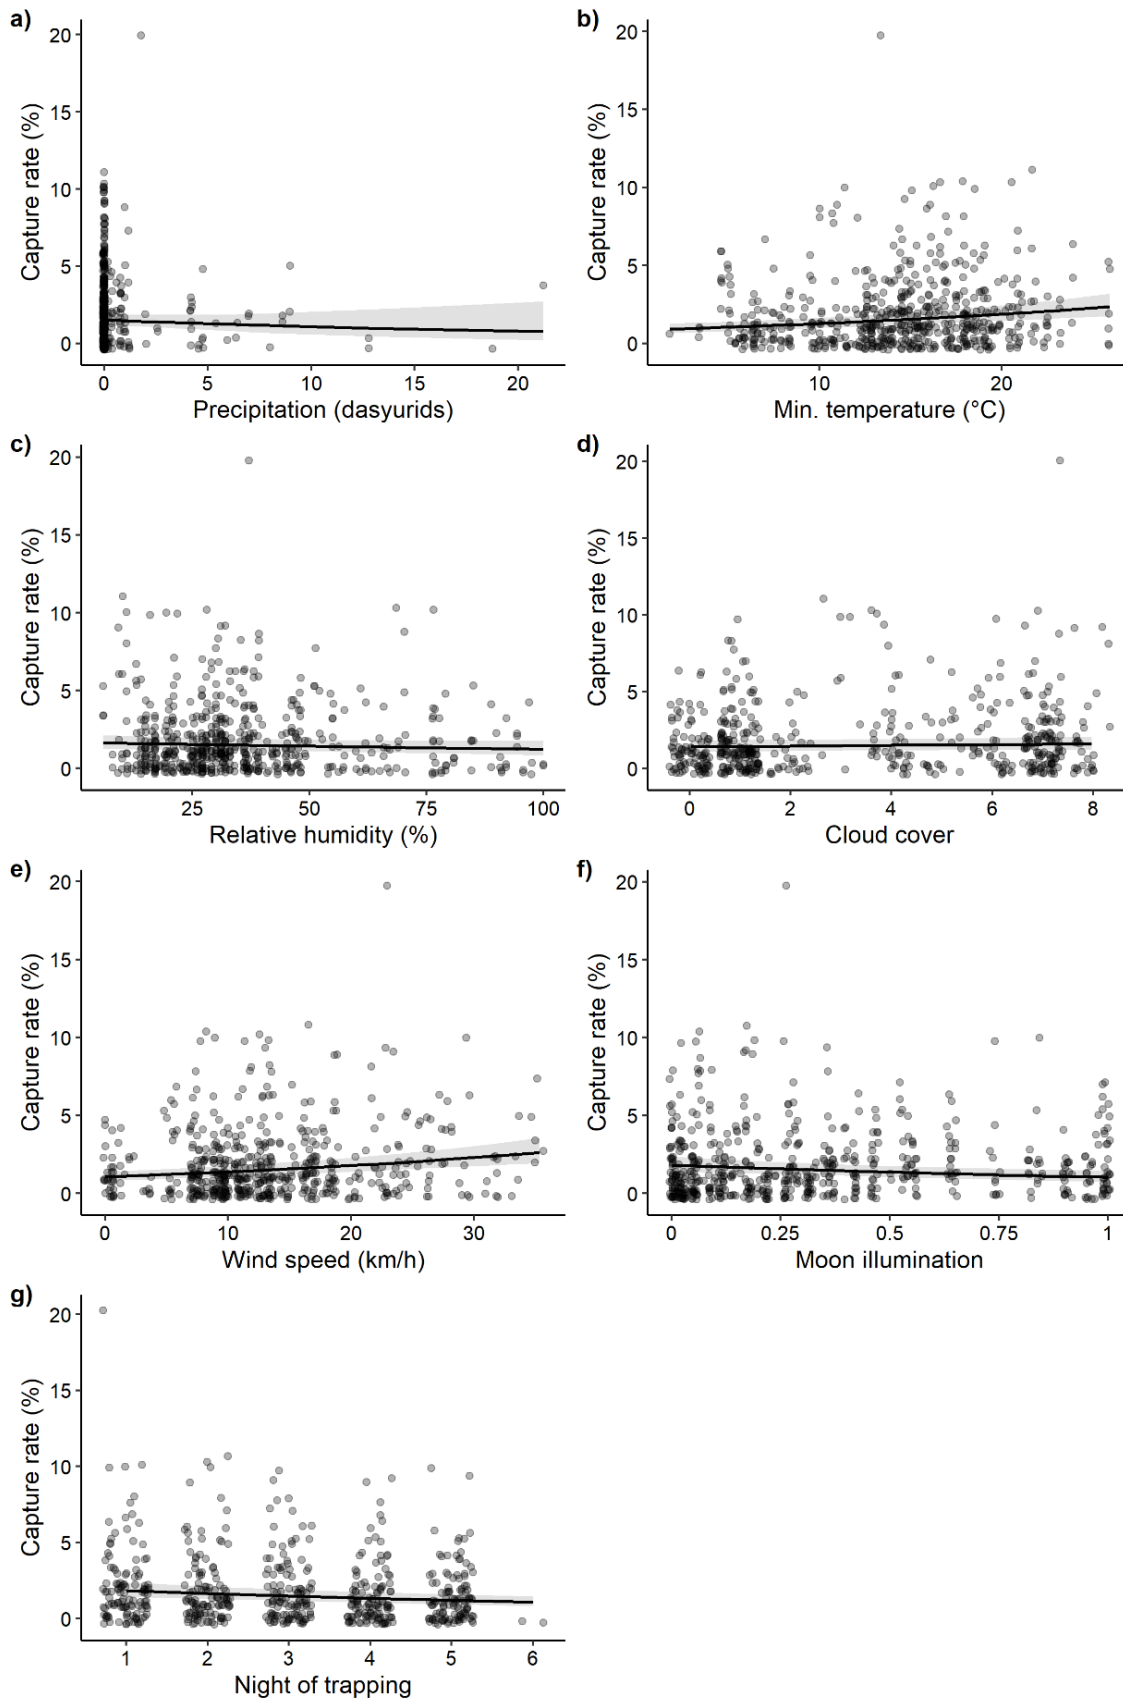 a)
20
15
10
5
0
Capture rate (%)
0 5 10 15 20
Precipitation (dasyurids)
b)
20
15
10
5
0
Capture rate (%)
10 20
Min. temperature (°C)
c)
20
15
10
5
0
Capture rate (%)
25 50 75 100
Relative humidity (%)
d)
20
15
10
5
0
Capture rate (%)
0 2 4 6 8
Cloud cover
e)
20
15
10
5
0
Capture rate (%)
0 10 20 30
Wind speed (km/h)
f)
20
15
10
5
0
Capture rate (%)
0 0.25 0.5 0.75 1
Moon illumination
g)
20
15
10
5
0
Capture rate (%)
1 2 3 4 5 6
Night of trapping